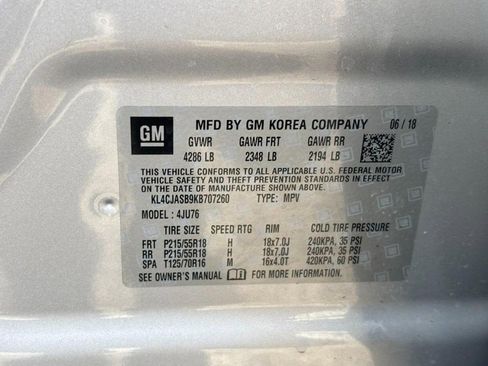 GM MFD BY GM KOREA COMPANY 06 / 18
GVWR GAWR FRT GAWR RR
4286 LB 2348 LB 2194 LB
THIS VEHICLE CONFORMS TO ALL APPLICABLE U.S. FEDERAL MOTOR
VEHICLE SAFETY AND THEFT PREVENTION STANDARDS IN EFFECT ON THE
DATE OF MANUFACTURE SHOWN ABOVE.
KL4CJASB9KB707260 TYPE: MPV
MODEL : 4JU76
TIRE SIZE SPEED RTG RIM COLD TIRE PRESSURE
FRT P215/55R18 H 18x7.0J 240KPA, 35 PSI
RR P215/55R18 H 18x7.0J 240KPA, 35 PSI
SPA T125/70R16 M 16x4.0T 420KPA, 60 PSI
SEE OWNER'S MANUAL FOR MORE INFORMATION.